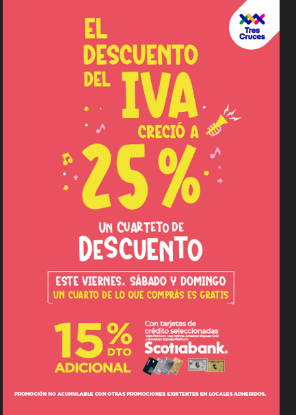 Tres
Cruces
EL
DESCUENTO
DEL IVA
CRECIÓ A
25%
UN CUARTETO DE
DESCUENTO
ESTE VIERNES, SÁBADO Y DOMINGO
UN CUARTO DE LO QUE COMPRÁS ES GRATIS
15% DTO
ADICIONAL
Con tarjetas de
crédito seleccionadas
Scotiabank.
PROMOCIÓN NO ACUMULABLE CON OTRAS PROMOCIONES EXISTENTES EN LOCALES ADHERIDOS.